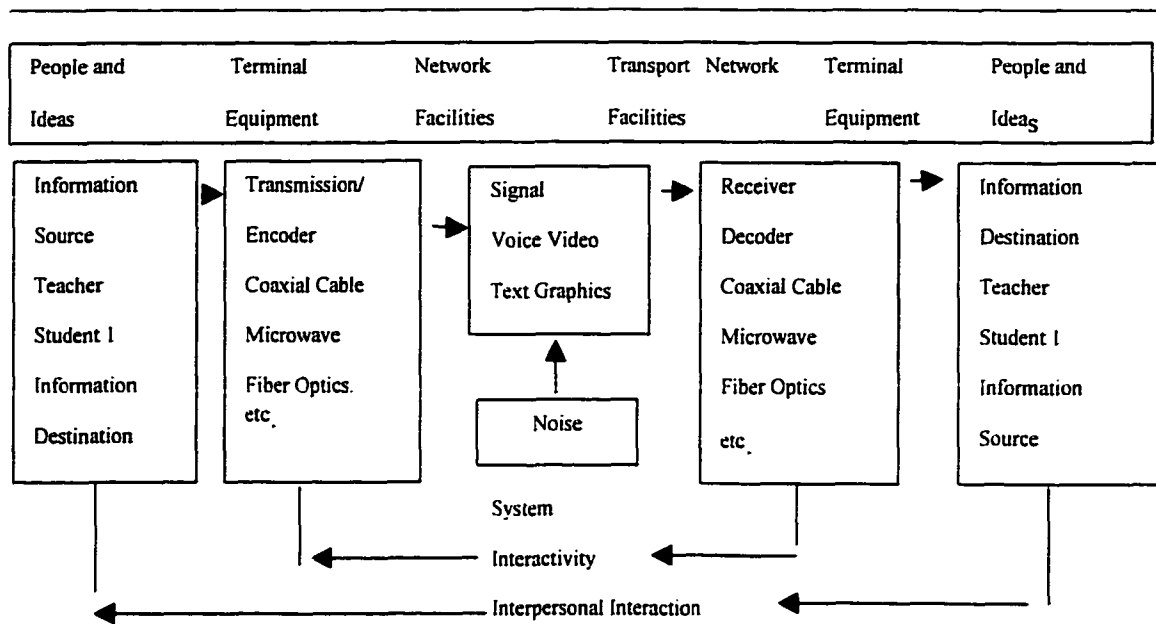 People and Terminal Network Transport Network Terminal People and
Ideas Equipment Facilities Facilities Equipment Ideas
Information
Source
Teacher
Student 1
Information
Destination
Transmission/
Encoder
Coaxial Cable
Microwave
Fiber Optics.
etc.
Signal
Voice Video
Text Graphics
Noise
Receiver
Decoder
Coaxial Cable
Microwave
Fiber Optics
etc.
Information
Destination
Teacher
Student 1
Information
Source
System
Interactivity
Interpersonal Interaction